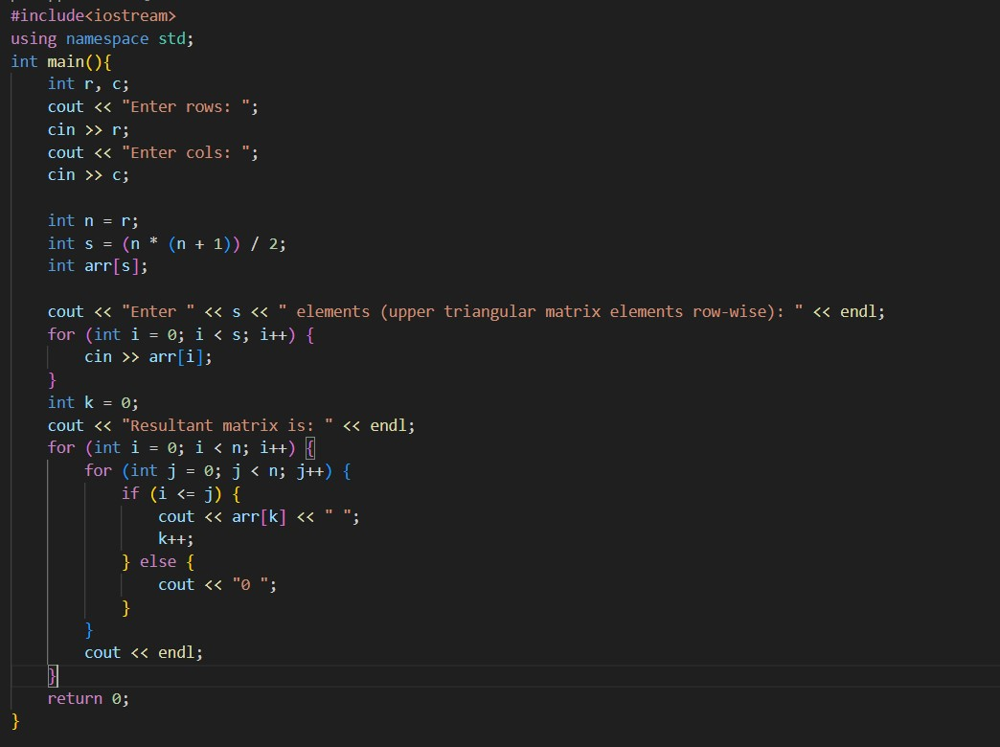 #include<iostream>
using namespace std;
int main(){
    int r, c;
    cout << "Enter rows: ";
    cin >> r;
    cout << "Enter cols: ";
    cin >> c;

    int n = r;
    int s = (n * (n + 1)) / 2;
    int arr[s];

    cout << "Enter " << s << " elements (upper triangular matrix elements row-wise): " << endl;
    for (int i = 0; i < s; i++) {
        cin >> arr[i];
    }
    int k = 0;
    cout << "Resultant matrix is: " << endl;
    for (int i = 0; i < n; i++) {
        for (int j = 0; j < n; j++) {
            if (i <= j) {
                cout << arr[k] << " ";
                k++;
            } else {
                cout << "0 ";
            }
        }
        cout << endl;
    }
    return 0;
}